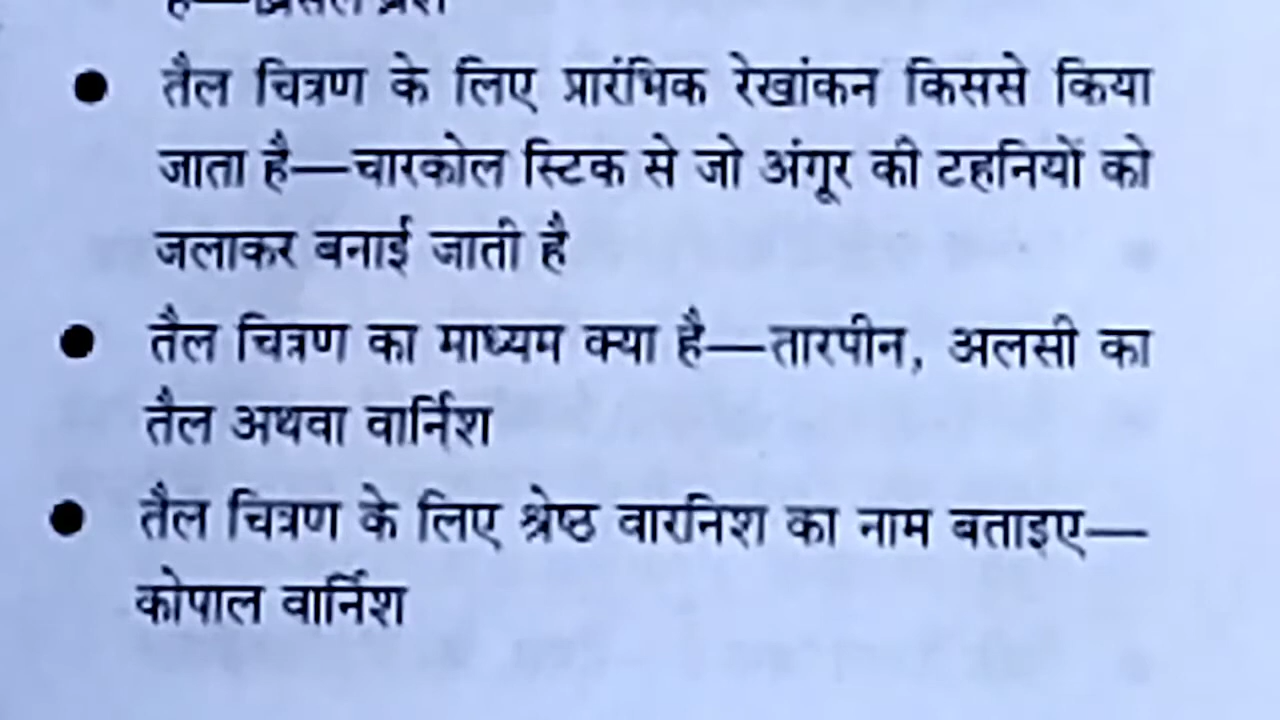 ● तैल चित्रण के लिए प्रारंभिक रेखांकन किससे किया
जाता है—चारकोल स्टिक से जो अंगूर की टहनियों को
जलाकर बनाई जाती है
● तैल चित्रण का माध्यम क्या है—तारपीन, अलसी का
तैल अथवा वार्निश
● तैल चित्रण के लिए श्रेष्ठ वारनिश का नाम बताइए—
कोपाल वार्निश